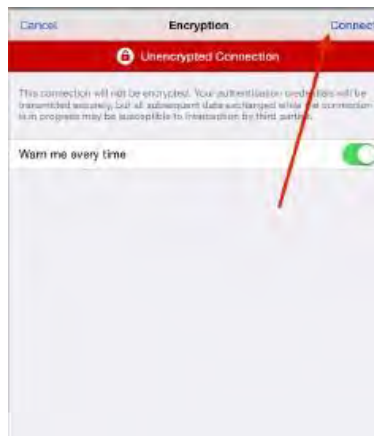 Cancel Encryption Connect
Unencrypted Connection
This connection will not be encrypted. Your authentication credentials will be
transmitted securely, but all subsequent data exchanged while the connection
is in progress may be susceptible to interception by third parties.
Warn me every time